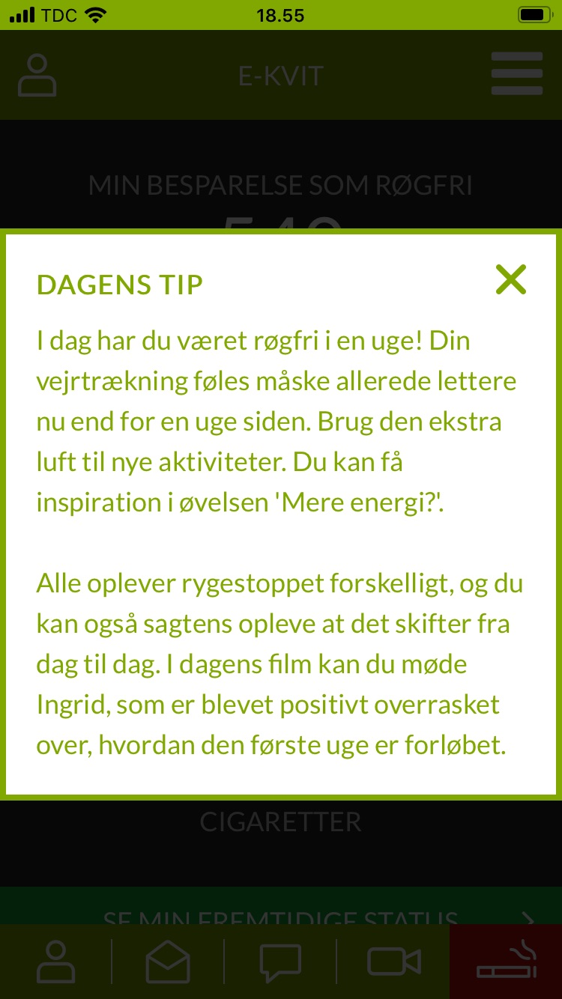 TDC
18.55
E-KVIT
MIN BESPARELSE SOM RØGFRI
DAGENS TIP
I dag har du været røgfri i en uge! Din
vejrtrækning føles måske allerede lettere
nu end for en uge siden. Brug den ekstra
luft til nye aktiviteter. Du kan få
inspiration i øvelsen 'Mere energi?'.
Alle oplever rygestoppet forskelligt, og du
kan også sagtens opleve at det skifter fra
dag til dag. I dagens film kan du møde
Ingrid, som er blevet positivt overrasket
over, hvordan den første uge er forløbet.
CIGARETTER
SE MIN FREMTIDIGE STATUS